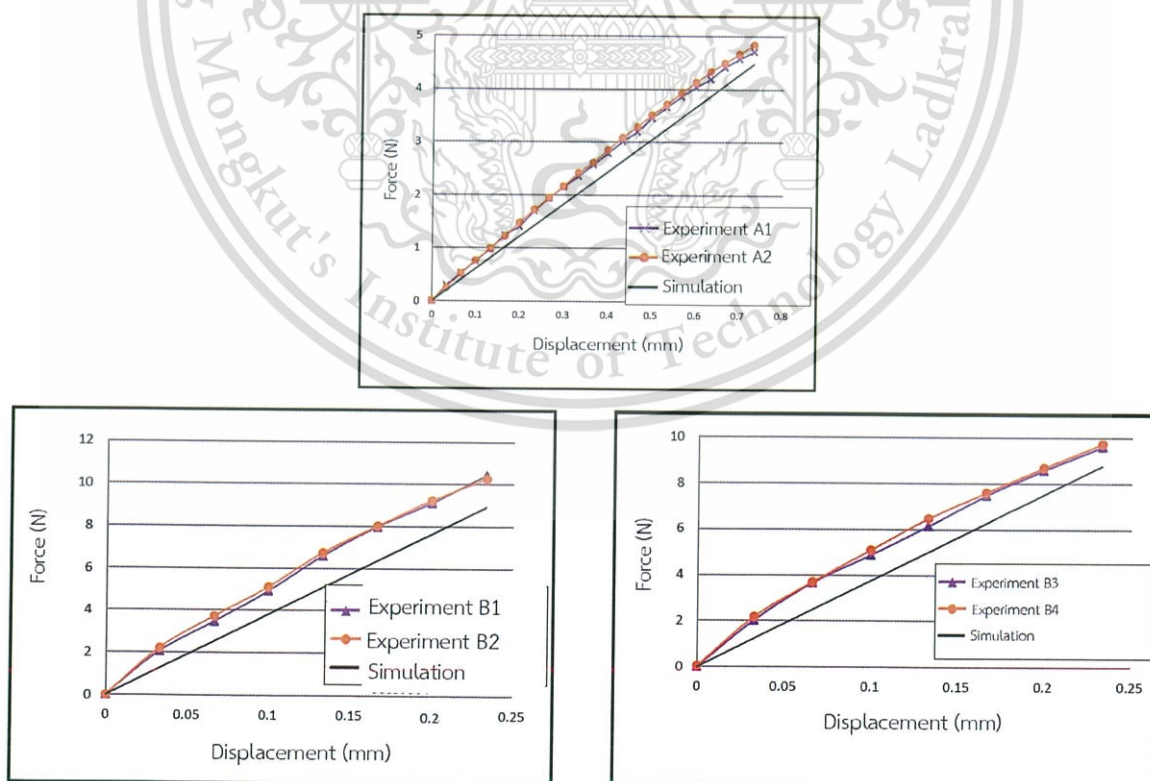 Mongkut's Institute of Technology Ladkra
5
4
3
2
1
0
Force (N)
Experiment A1
Experiment A2
Simulation
0 0.1 0.2 0.3 0.4 0.5 0.6 0.7 0.8
Displacement (mm)
12
10
8
6
4
2
0
Force (N)
Experiment B1
Experiment B2
Simulation
0 0.05 0.1 0.15 0.2 0.25
Displacement (mm)
10
8
6
4
2
0
Force (N)
Experiment B3
Experiment B4
Simulation
0 0.05 0.1 0.15 0.2 0.25
Displacement (mm)